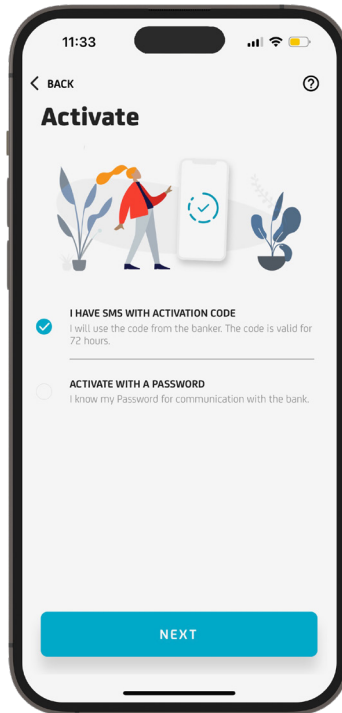 11:33
BACK
Activate
I HAVE SMS WITH ACTIVATION CODE
I will use the code from the banker. The code is valid for
72 hours.
ACTIVATE WITH A PASSWORD
I know my Password for communication with the bank.
NEXT